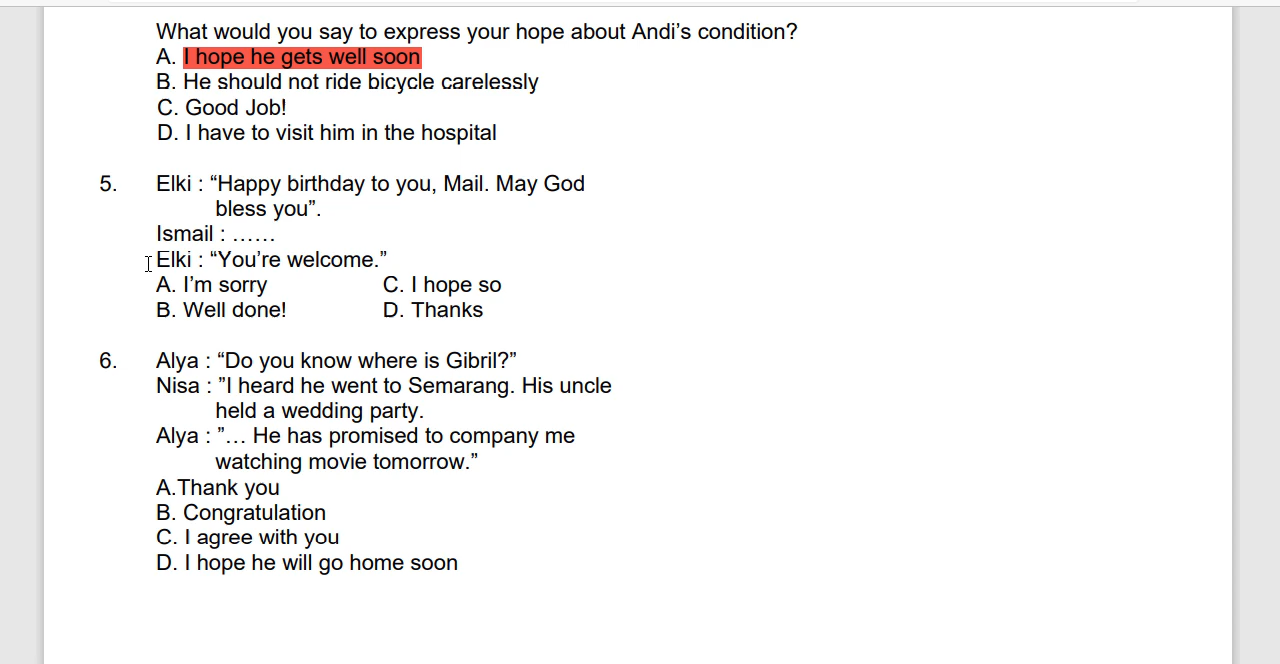 What would you say to express your hope about Andi’s condition?
A. I hope he gets well soon
B. He should not ride bicycle carelessly
C. Good Job!
D. I have to visit him in the hospital
5. Elki : “Happy birthday to you, Mail. May God
bless you”.
Ismail : ……
Elki : “You’re welcome.”
A. I’m sorry C. I hope so
B. Well done! D. Thanks
6. Alya : “Do you know where is Gibril?”
Nisa : ”I heard he went to Semarang. His uncle
held a wedding party.
Alya : ”… He has promised to company me
watching movie tomorrow.”
A.Thank you
B. Congratulation
C. I agree with you
D. I hope he will go home soon